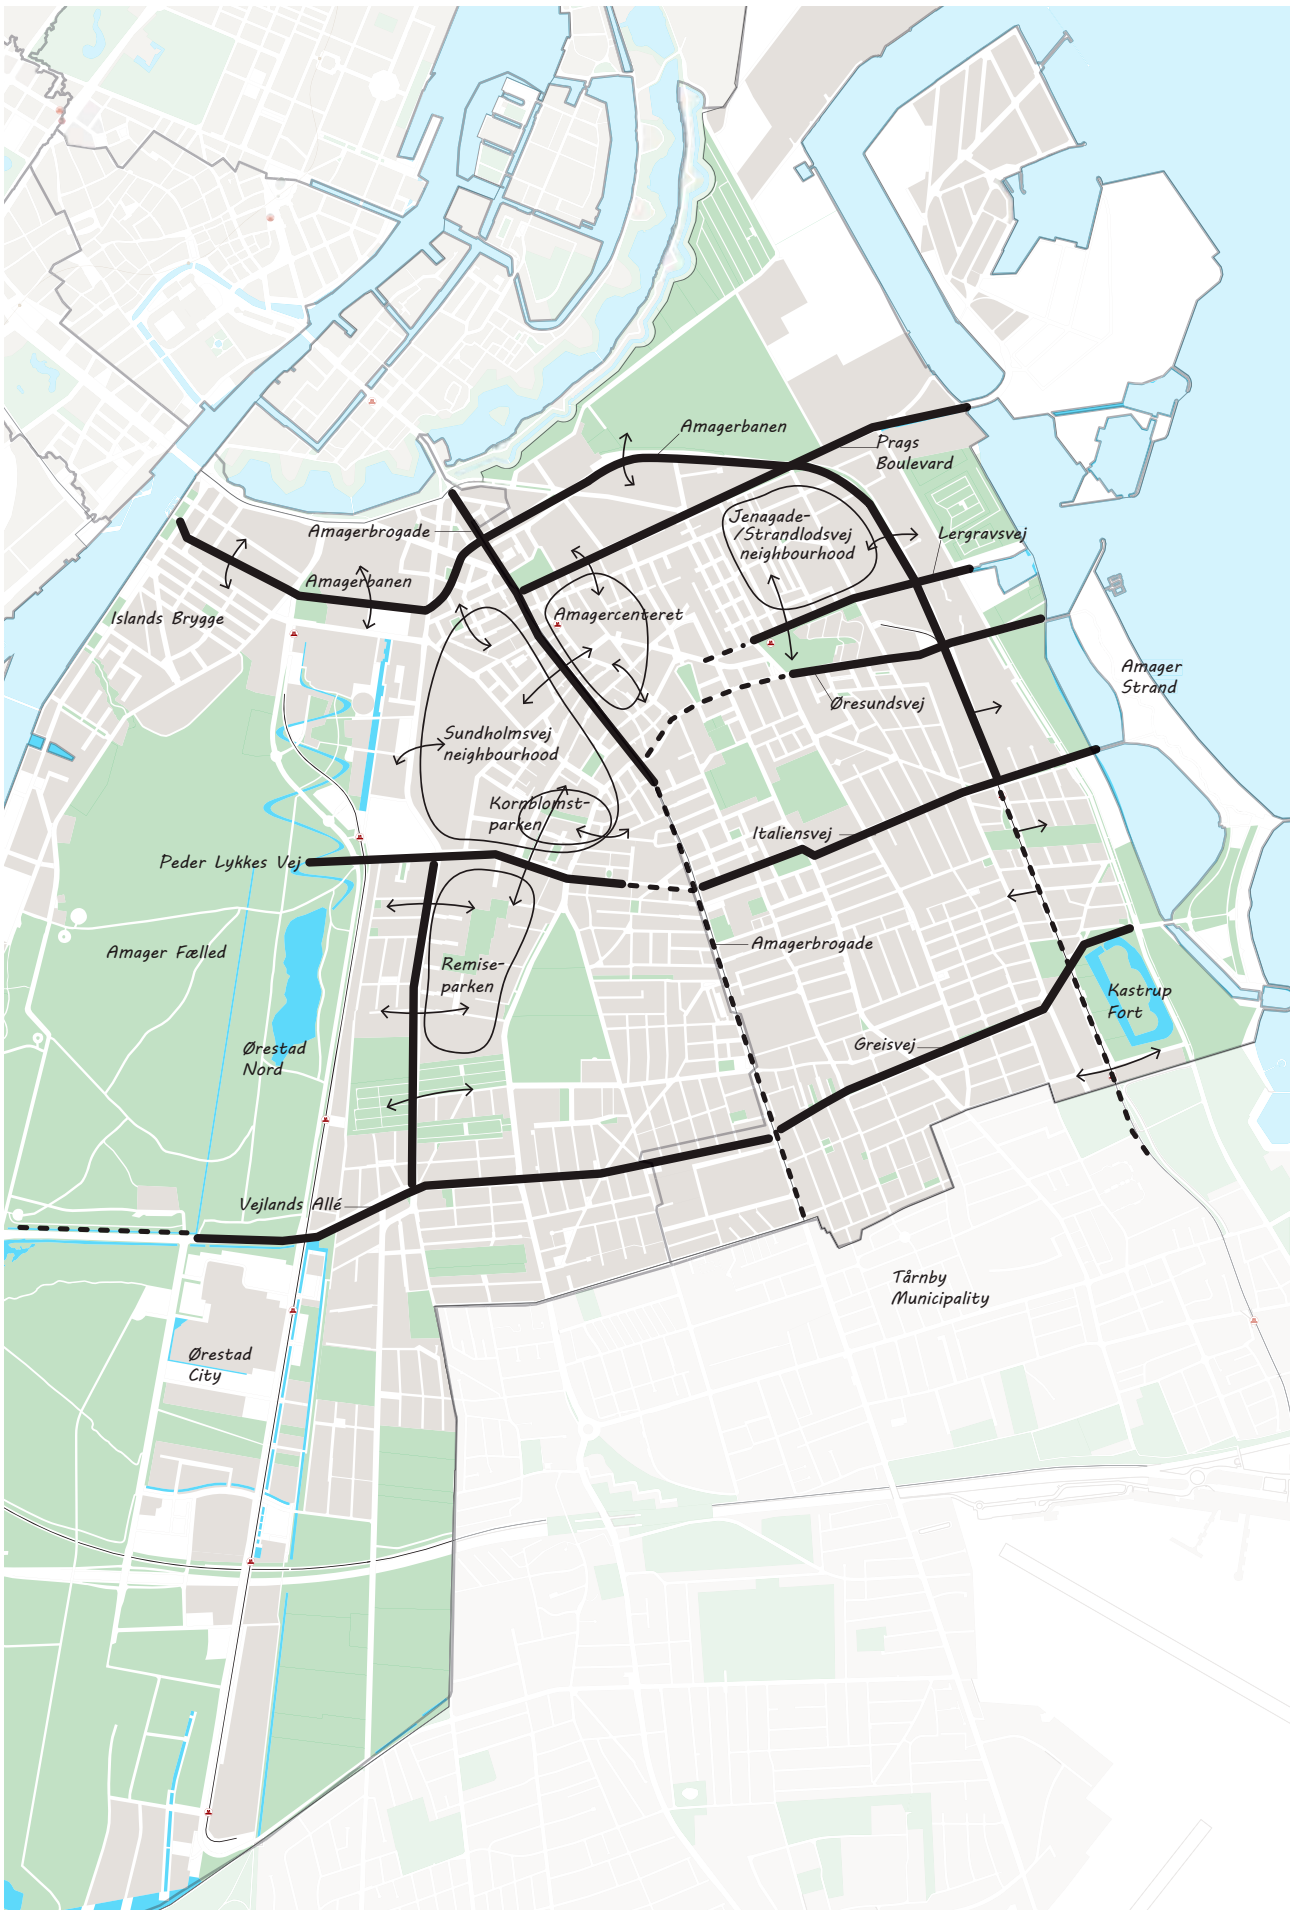 Amagerbanen
Prags
Boulevard
Jenagade-
/Strandlodsvej
neighbourhood
Amagerbrogade
Lergravsvej
Amagerbanen
Islands Brygge
Amagercenteret
Amager
Strand
Øresundsvej
Sundholmsvej
neighbourhood
Kornblomst-
parken
Italiensvej
Peder Lykkes Vej
Amagerbrogade
Amager Fælled
Remise-
parken
Kastrup
Fort
Ørestad
Nord
Greisvej
Vejlands Allé
Tårnby
Municipality
Ørestad
City